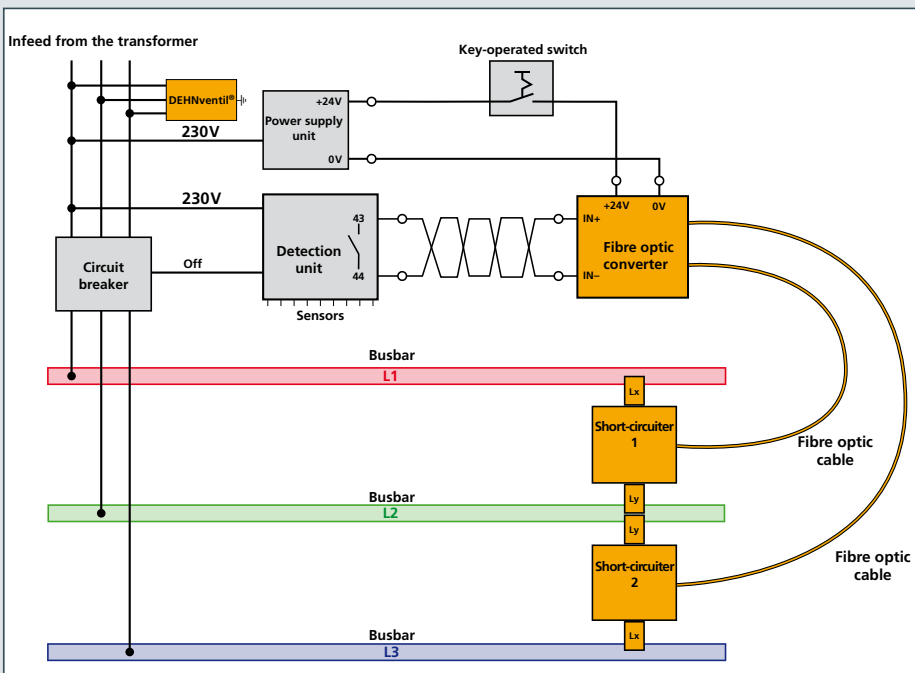 Infeed from the transformer
Key-operated switch
DEHNventil®
+24V
Power supply
unit
0V
230V
230V
+24V
0V
43
Detection
unit
44
Sensors
IN+
Fibre optic
converter
IN–
Circuit
breaker
Off
Busbar
L1
Lx
Short-circuiter
1
Fibre optic
cable
Ly
Busbar
L2
Ly
Short-circuiter
2
Fibre optic
cable
Lx
Busbar
L3